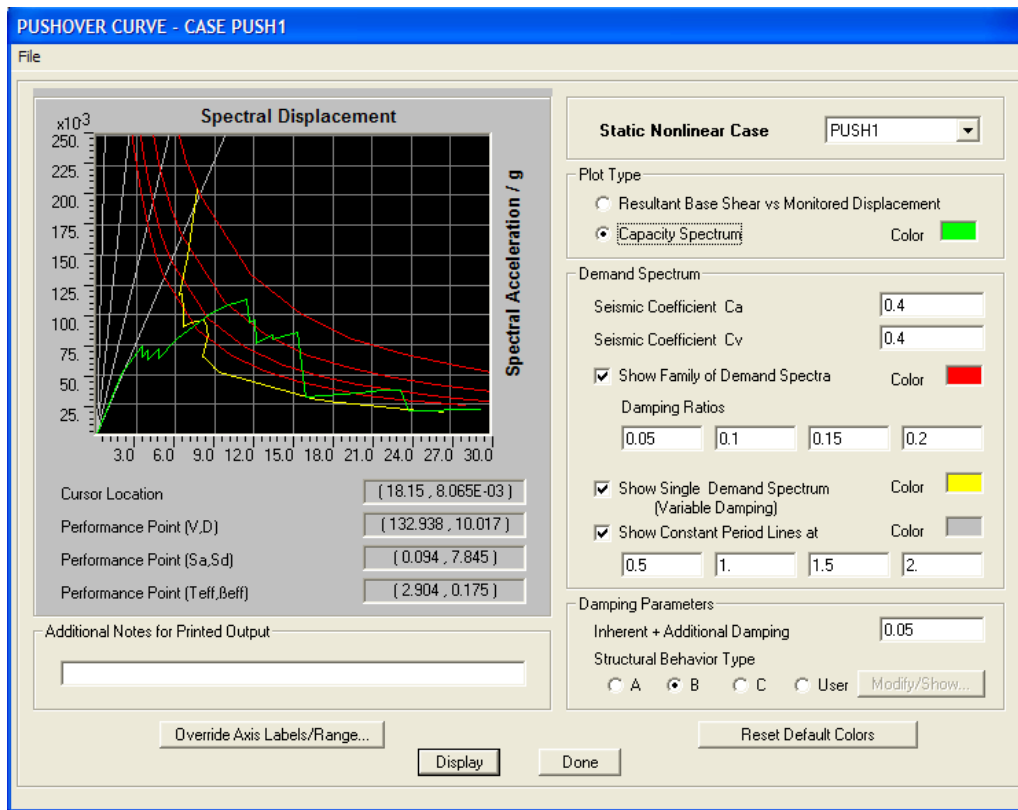 PUSHOVER CURVE - CASE PUSH1
File
Spectral Displacement
x10-3
250.
225.
200.
175.
150.
125.
100.
75.
50.
25.
3.0 6.0 9.0 12.0 15.0 18.0 21.0 24.0 27.0 30.0
Spectral Acceleration / g
Cursor Location ( 18.15 , 8.065E-03 )
Performance Point (V,D) ( 132.938 , 10.017 )
Performance Point (Sa,Sd) ( 0.094 , 7.845 )
Performance Point (Teff,βeff) ( 2.904 , 0.175 )
Additional Notes for Printed Output
Static Nonlinear Case PUSH1
Plot Type
Resultant Base Shear vs Monitored Displacement
Capacity Spectrum Color
Demand Spectrum
Seismic Coefficient Ca 0.4
Seismic Coefficient Cv 0.4
Show Family of Demand Spectra Color
Damping Ratios
0.05 0.1 0.15 0.2
Show Single Demand Spectrum Color
(Variable Damping)
Show Constant Period Lines at Color
0.5 1. 1.5 2.
Damping Parameters
Inherent + Additional Damping 0.05
Structural Behavior Type
A B C User Modify/Show...
Override Axis Labels/Range... Reset Default Colors
Display Done